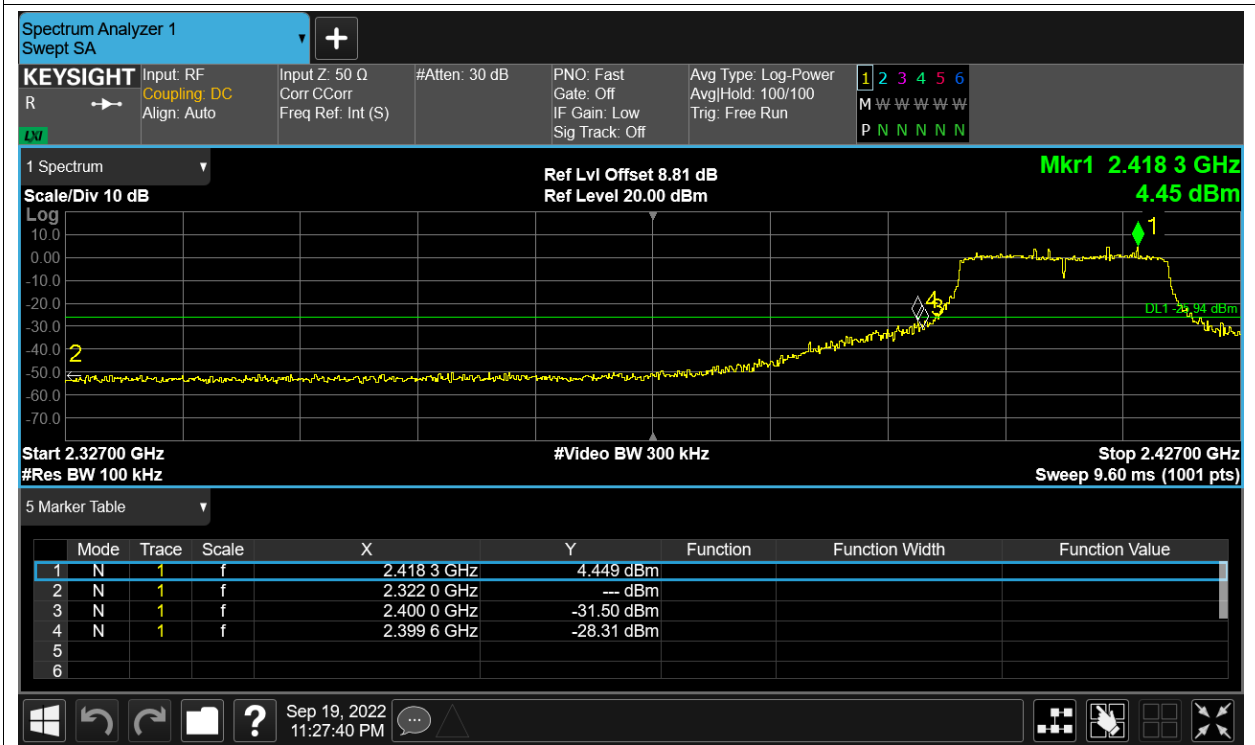 Spectrum Analyzer 1
Swept SA
KEYSIGHT Input: RF Input Z: 50 Ω #Atten: 30 dB PNO: Fast Avg Type: Log-Power 1 2 3 4 5 6
R Coupling: DC Corr CCorr Gate: Off Avg|Hold: 100/100 M W W W W W W
Align: Auto Freq Ref: Int (S) IF Gain: Low Trig: Free Run
LXI Sig Track: Off P N N N N N N
1 Spectrum Ref Lvl Offset 8.81 dB Mkr1 2.418 3 GHz
Scale/Div 10 dB Ref Level 20.00 dBm 4.45 dBm
Log
1
10.0
0.00
-10.0
-20.0
4
3
DL1 -25.94 dBm
-30.0
-40.0
2
-50.0
-60.0
-70.0
Start 2.32700 GHz #Video BW 300 kHz Stop 2.42700 GHz
#Res BW 100 kHz Sweep 9.60 ms (1001 pts)
5 Marker Table
Mode Trace Scale X Y Function Function Width Function Value
1 N 1 f 2.418 3 GHz 4.449 dBm
2 N 1 f 2.322 0 GHz --- dBm
3 N 1 f 2.400 0 GHz -31.50 dBm
4 N 1 f 2.399 6 GHz -28.31 dBm
5
6
? Sep 19, 2022
11:27:40 PM